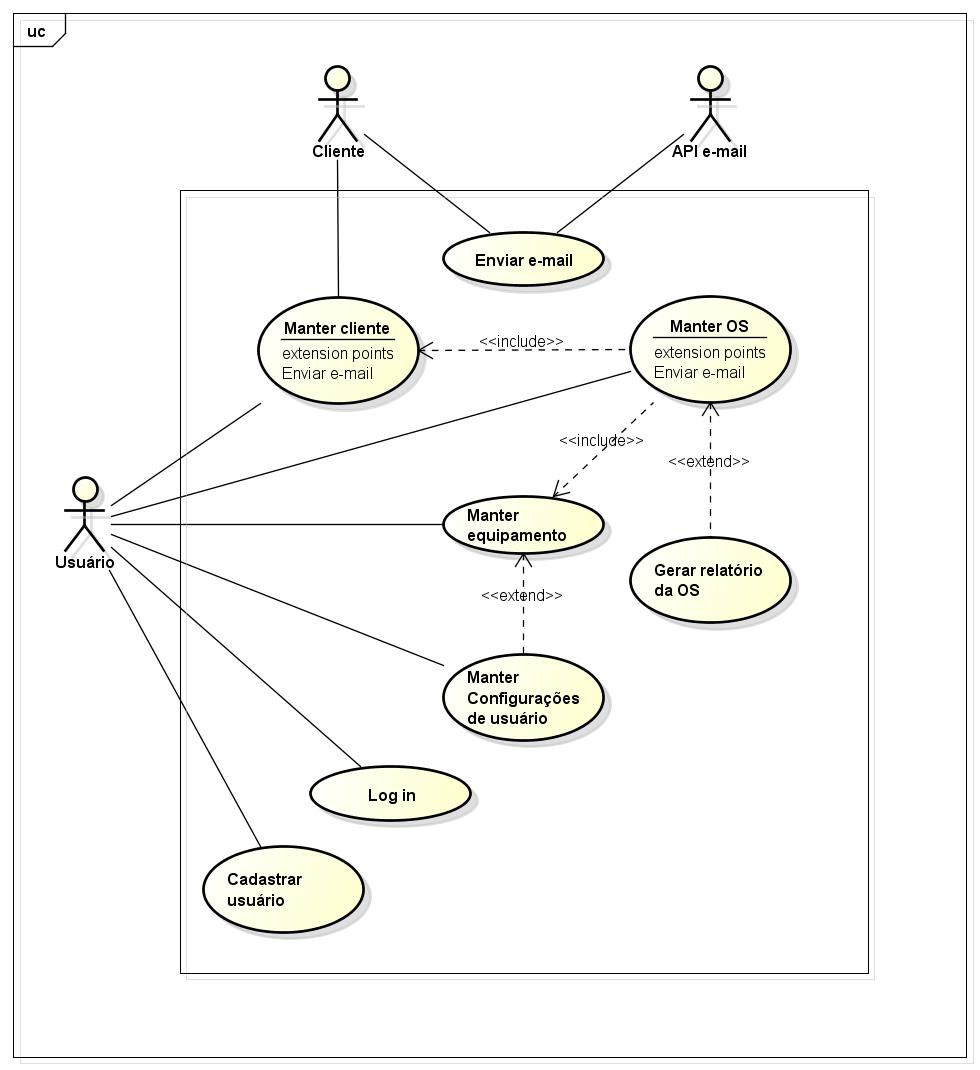 uc
Cliente
API e-mail
Enviar e-mail
Manter cliente
extension points
Enviar e-mail
<<include>>
Manter OS
extension points
Enviar e-mail
<<include>>
<<extend>>
Usuário
Manter
equipamento
Gerar relatório
da OS
<<extend>>
Manter
Configurações
de usuário
Log in
Cadastrar
usuário